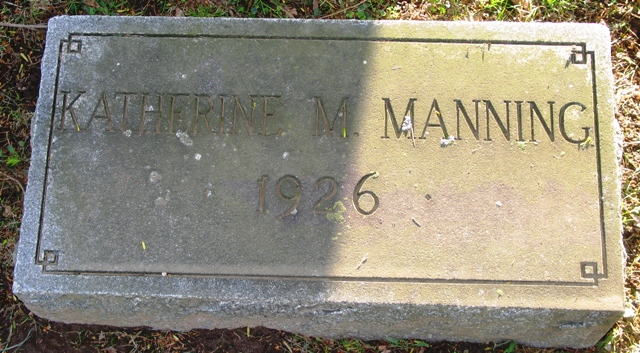 KATHERINE M. MANNING
1926